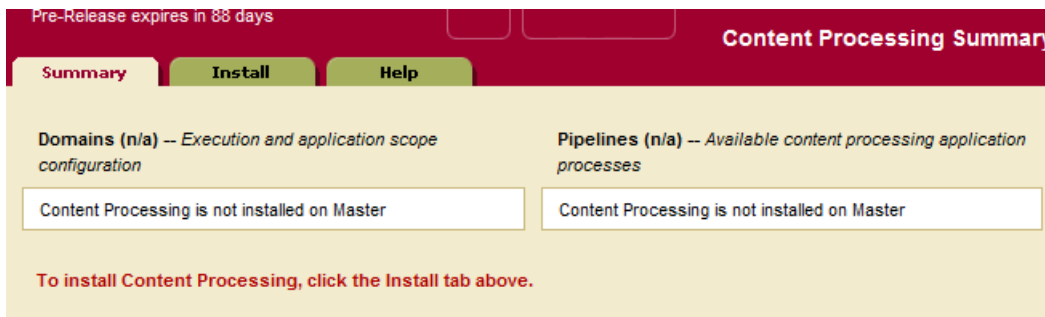 Pre-Release expires in 88 days
Content Processing Summary
Summary
Install
Help
Domains (n/a) -- Execution and application scope
configuration
Pipelines (n/a) -- Available content processing application
processes
Content Processing is not installed on Master
Content Processing is not installed on Master
To install Content Processing, click the Install tab above.